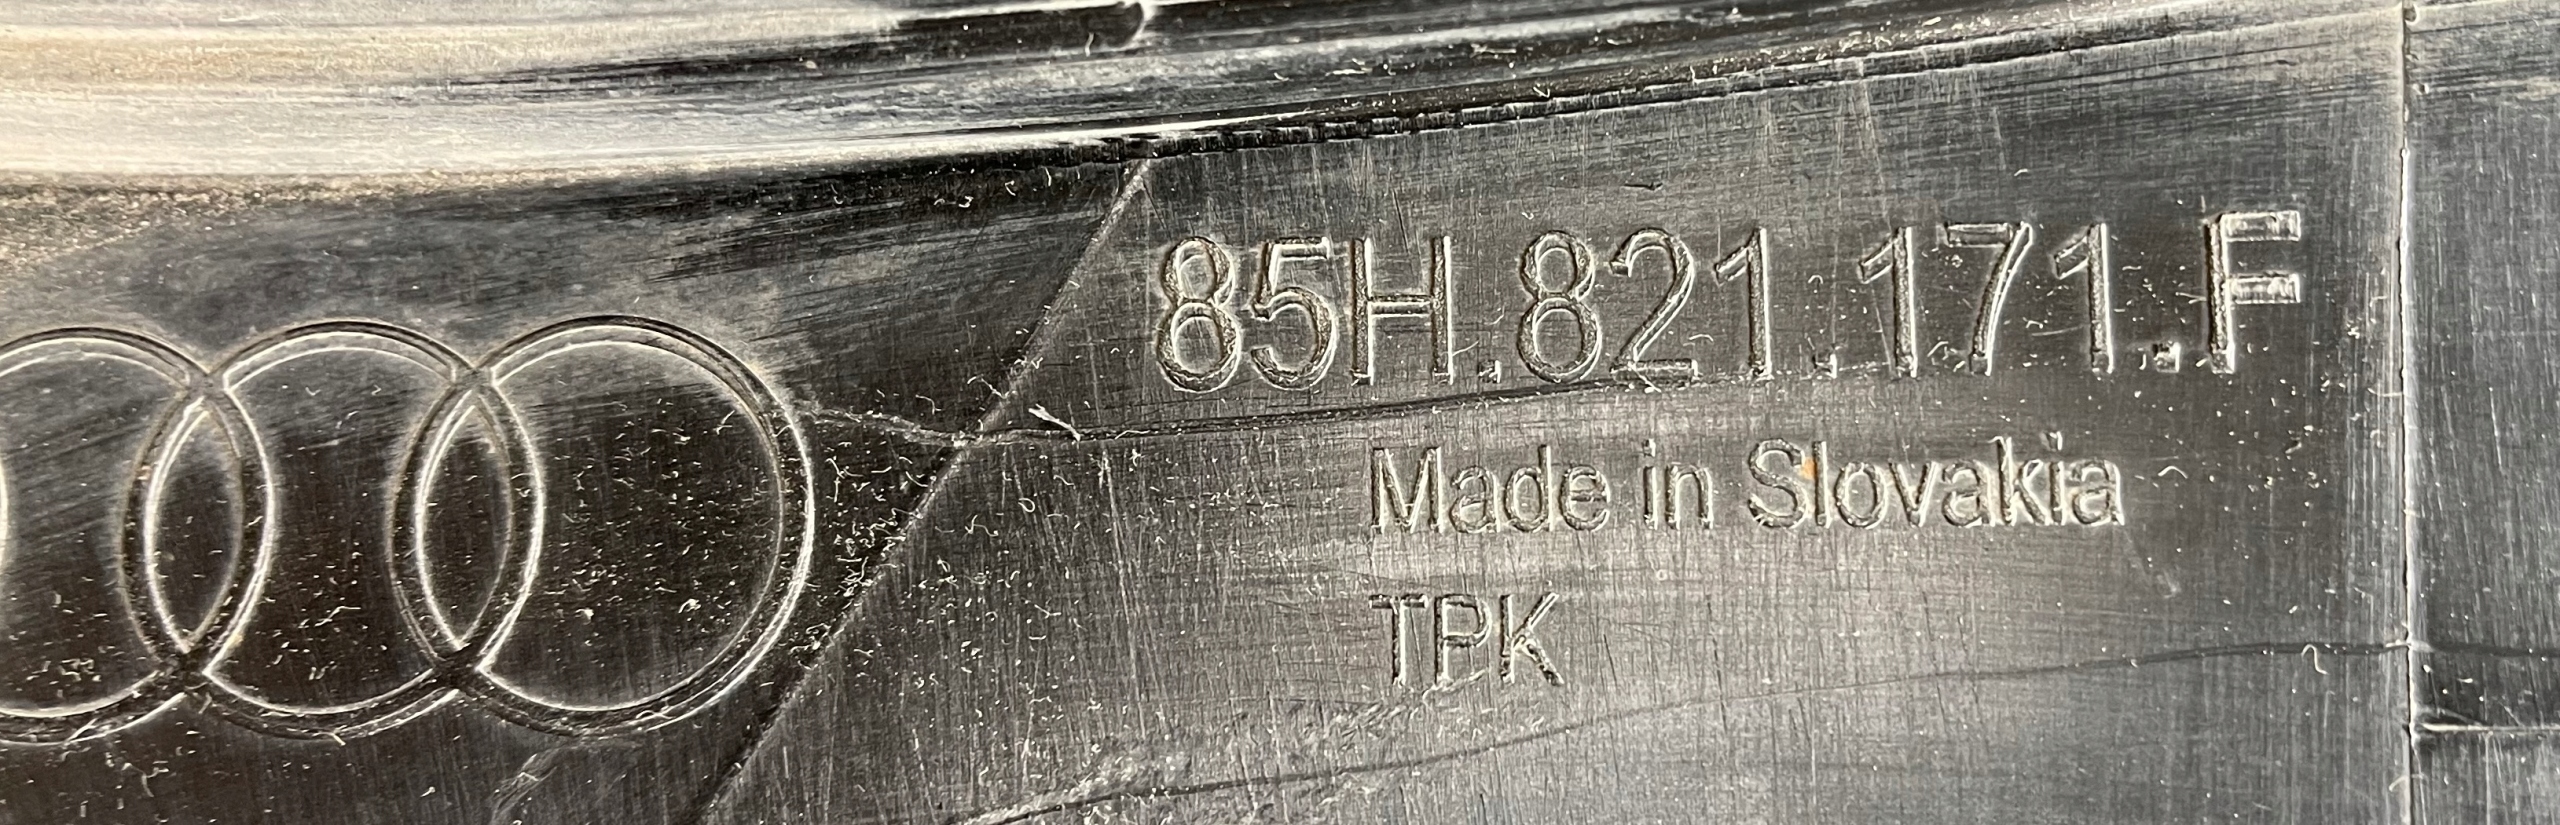 85H.821.171.F
Made in Slovakia
TPK